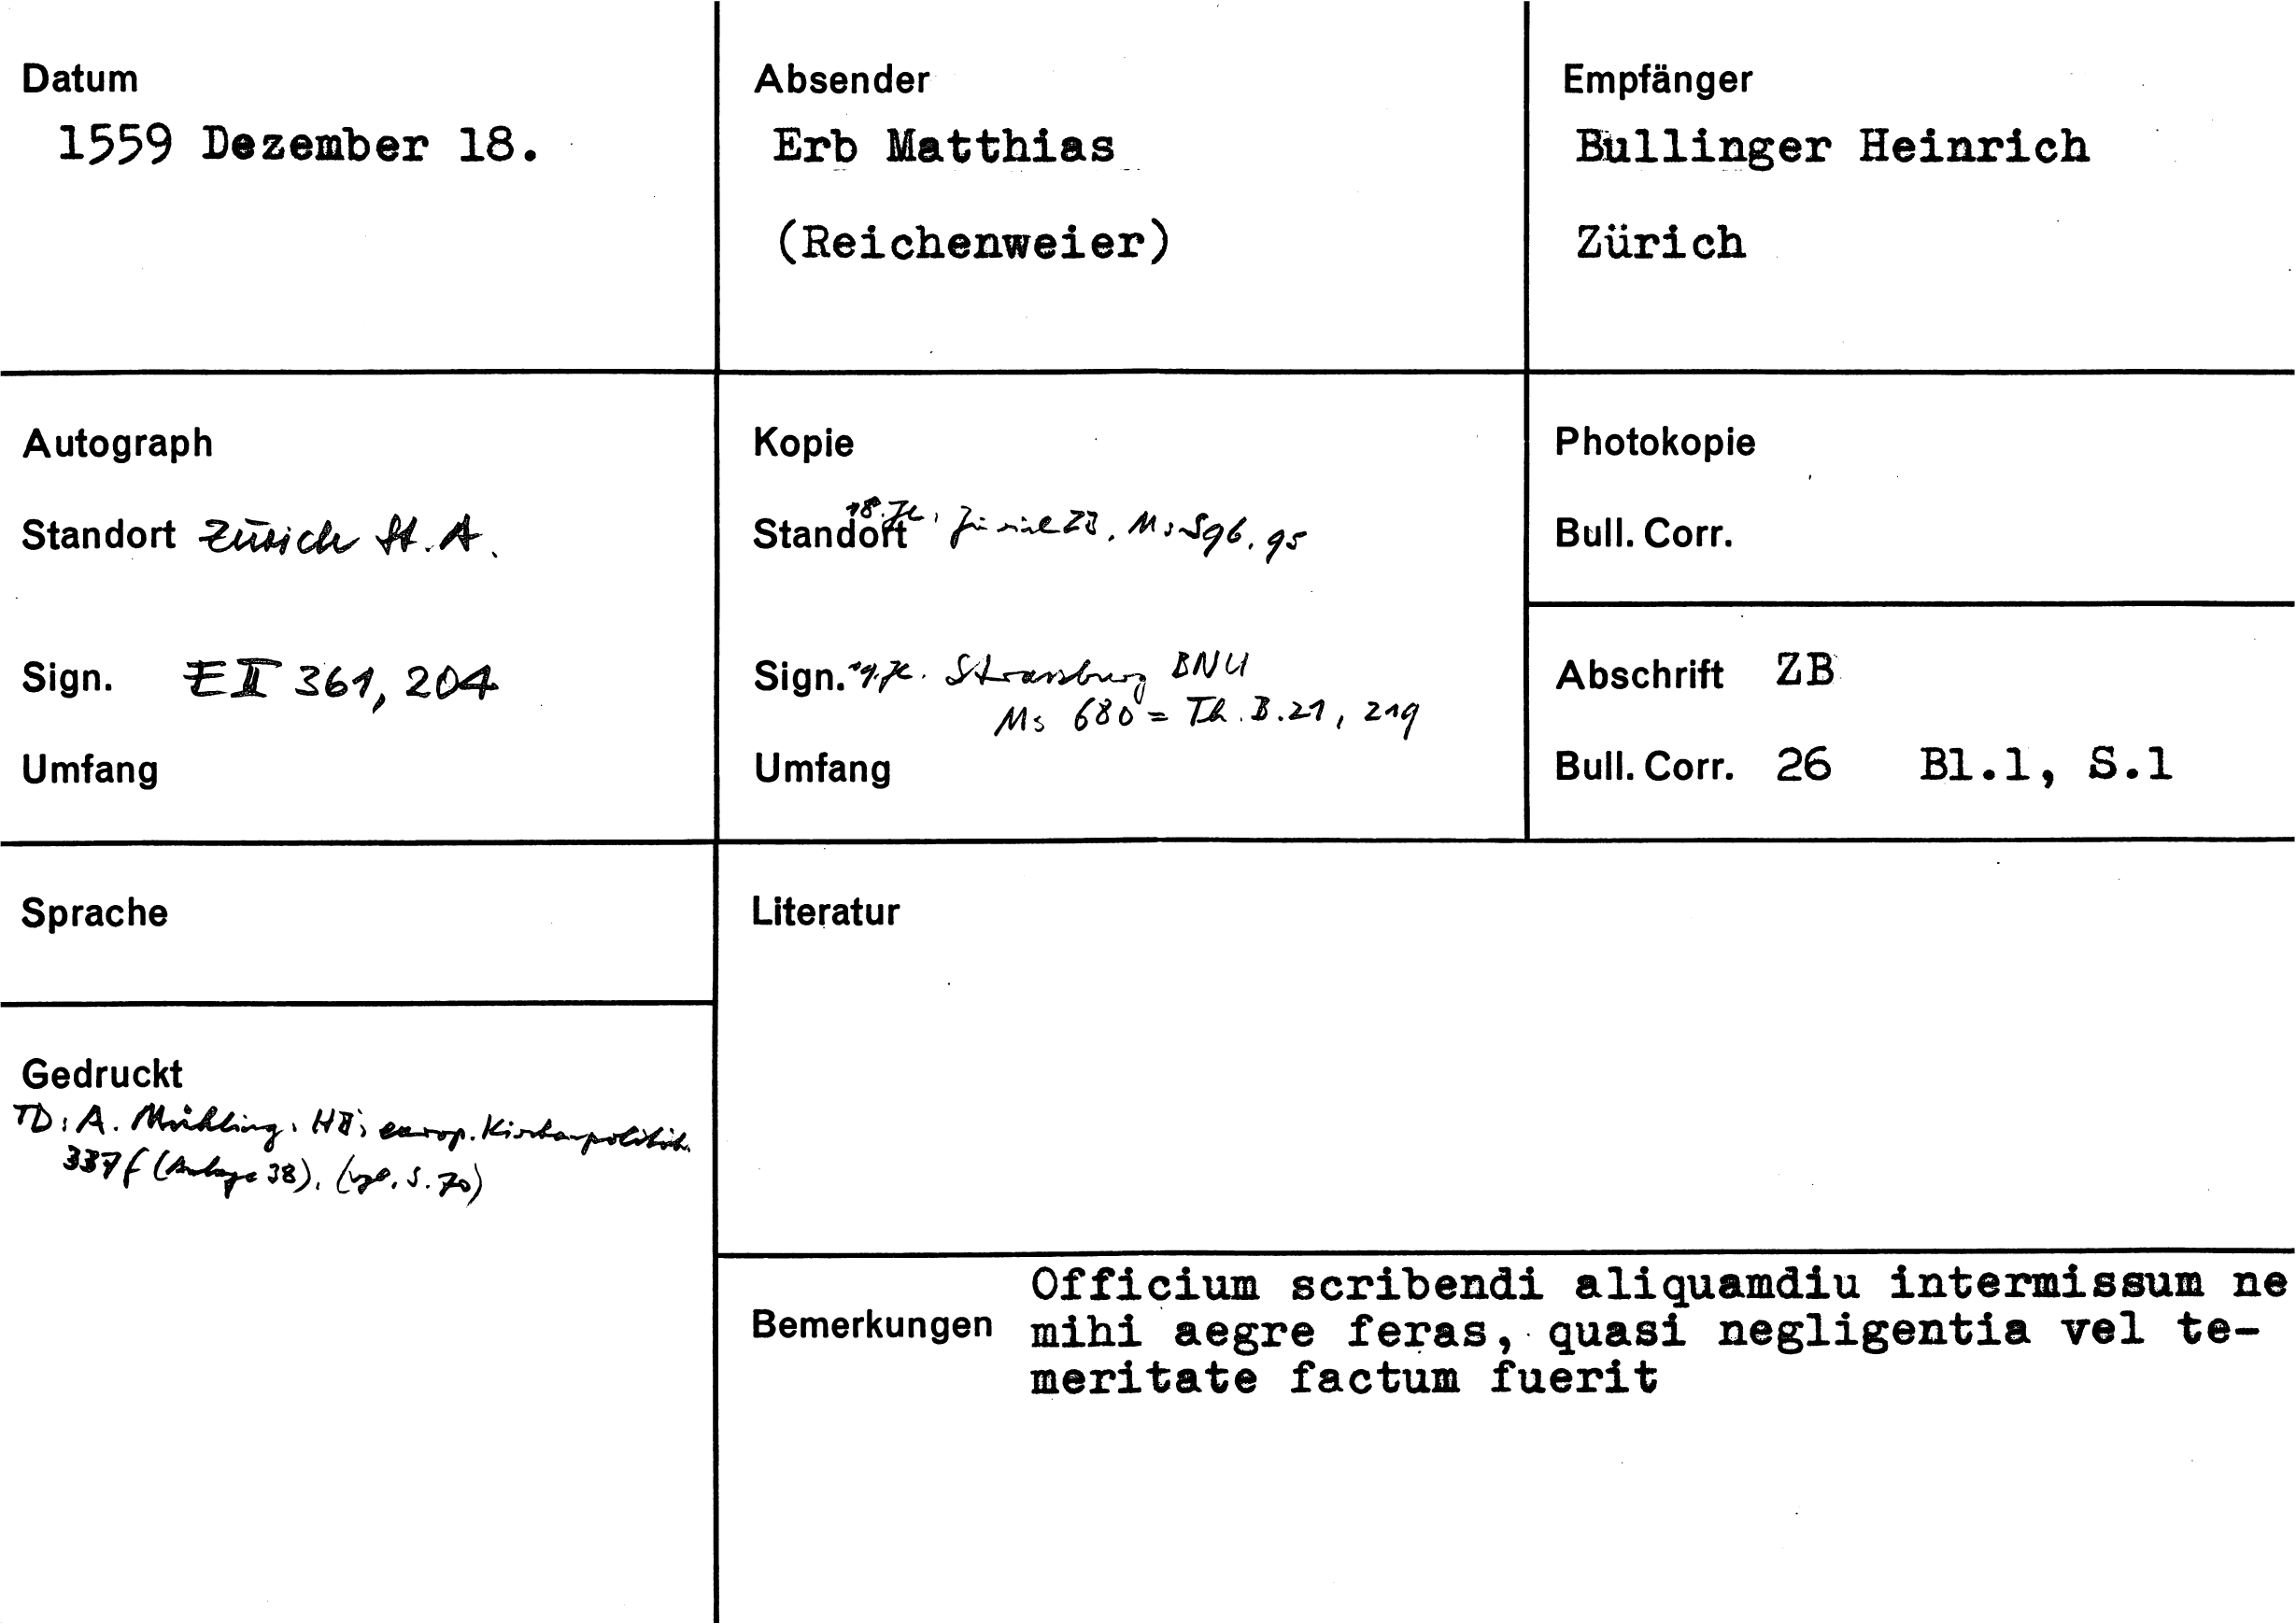 Datum
1559 Dezember 18.
Absender
Erb Matthias
(Reichenweier)
Empfänger
Bullinger Heinrich
Zürich
Autograph
Standort Zürich St. A.
Sign. E II 361, 204
Umfang
Kopie
Standort 18. Jh. Zürich ZB, Ms S 96, 95
Sign. 19. Jh. Strassburg BNU
Ms 680 = Th. B. 21, 219
Umfang
Photokopie
Bull. Corr.
Abschrift ZB
Bull. Corr. 26 Bl.1, S.1
Sprache
Gedruckt
TD: A. Mühling, HB's europ. Kirchenpolitik
337f (Anlage 38), (vgl. S. 70)
Literatur
Bemerkungen
Officium scribendi aliquamdiu intermissum ne
mihi aegre feras, quasi negligentia vel te-
meritate factum fuerit